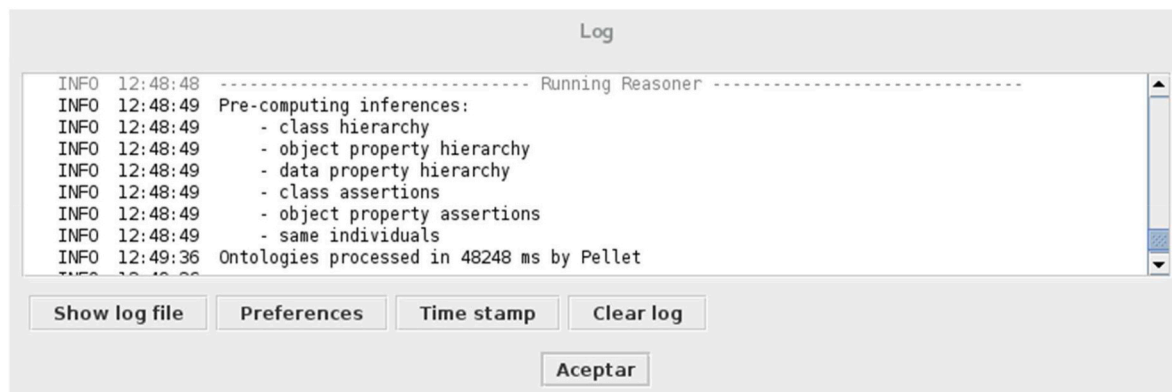 Log
INFO 12:48:48 ------------------------------ Running Reasoner ------------------------------
INFO 12:48:49 Pre-computing inferences:
INFO 12:48:49 - class hierarchy
INFO 12:48:49 - object property hierarchy
INFO 12:48:49 - data property hierarchy
INFO 12:48:49 - class assertions
INFO 12:48:49 - object property assertions
INFO 12:48:49 - same individuals
INFO 12:49:36 Ontologies processed in 48248 ms by Pellet
Show log file Preferences Time stamp Clear log
Aceptar